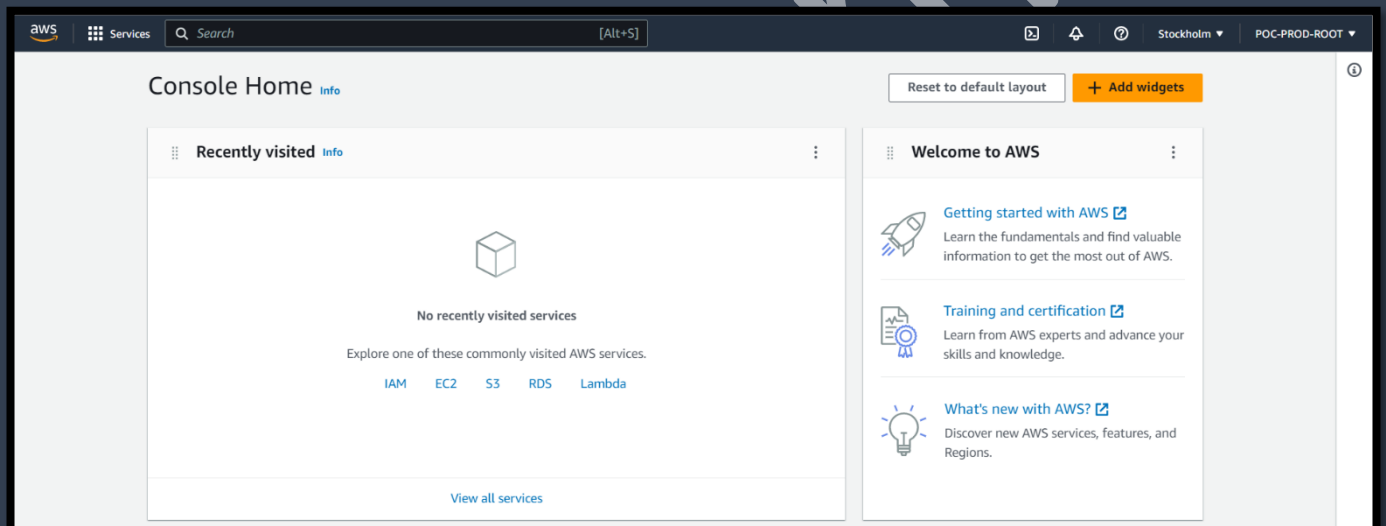 aws
Services
Search
[Alt+S]
Stockholm
POC-PROD-ROOT
Console Home Info
Reset to default layout
Add widgets
Recently visited Info
No recently visited services
Explore one of these commonly visited AWS services.
IAM EC2 S3 RDS Lambda
View all services
Welcome to AWS
Getting started with AWS
Learn the fundamentals and find valuable
information to get the most out of AWS.
Training and certification
Learn from AWS experts and advance your
skills and knowledge.
What's new with AWS?
Discover new AWS services, features, and
Regions.